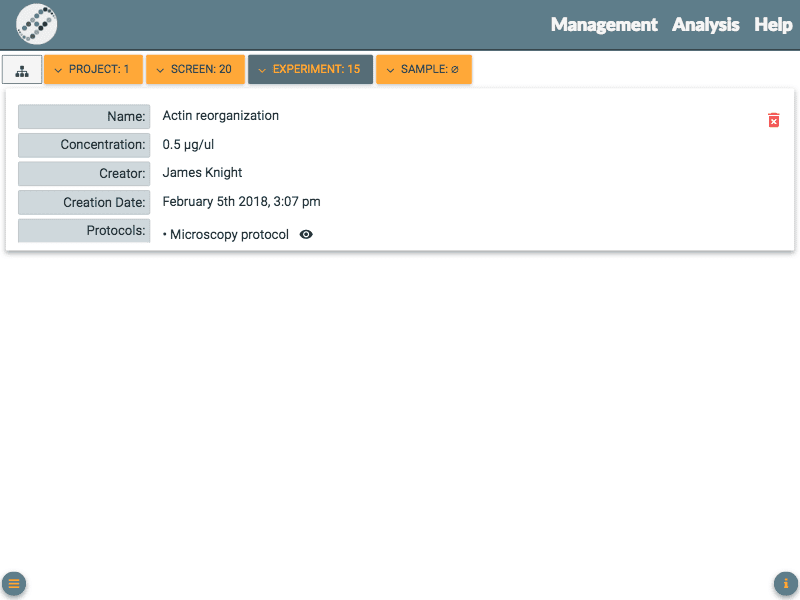 Management Analysis Help
PROJECT: 1 SCREEN: 20 EXPERIMENT: 15 SAMPLE: ∅
Name: Actin reorganization
Concentration: 0.5 µg/ul
Creator: James Knight
Creation Date: February 5th 2018, 3:07 pm
Protocols: • Microscopy protocol